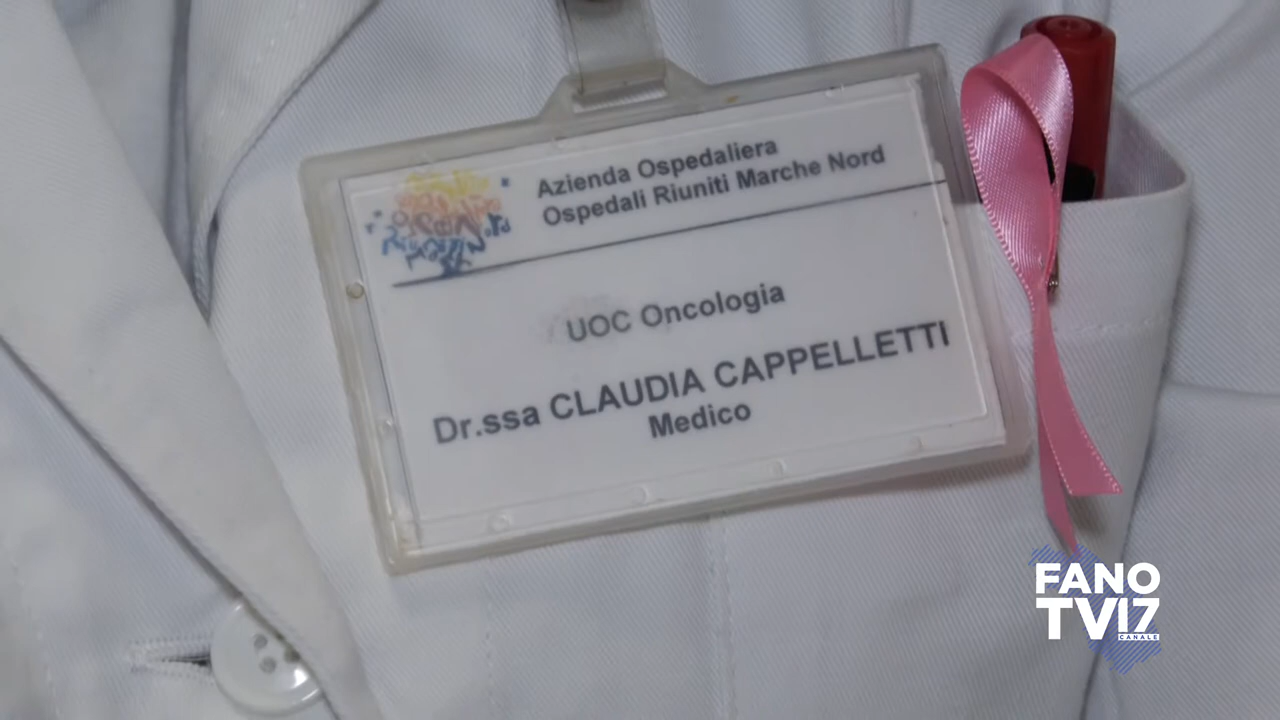 Azienda Ospedaliera
Ospedali Riuniti Marche Nord
UOC Oncologia
Dr.ssa CLAUDIA CAPPELLETTI
Medico
FANO
TV17
CANALE